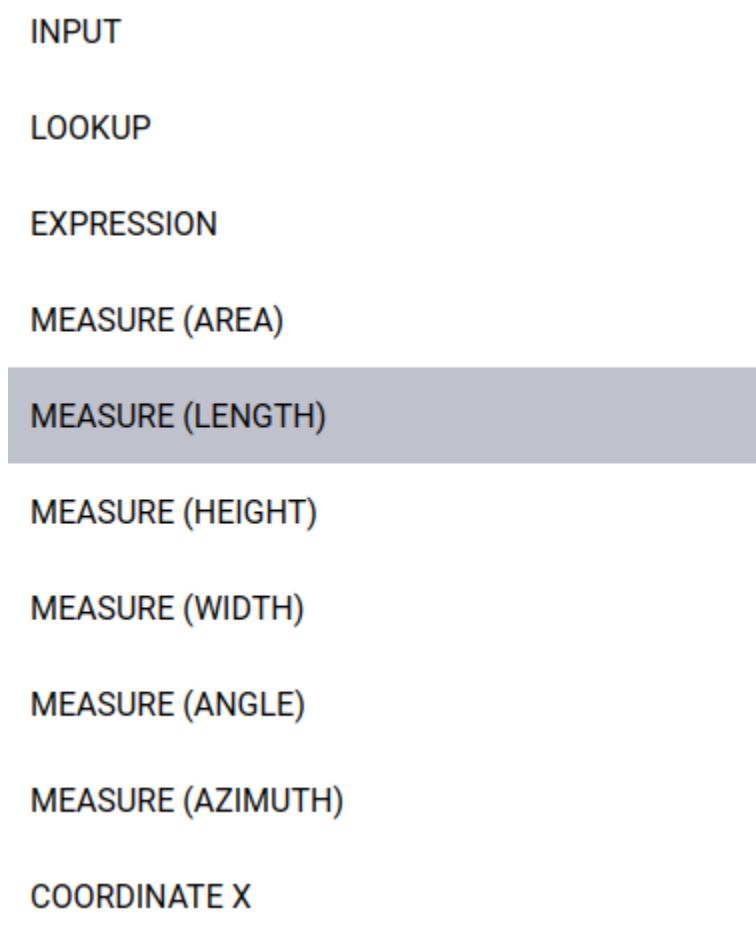 INPUT
LOOKUP
EXPRESSION
MEASURE (AREA)
MEASURE (LENGTH)
MEASURE (HEIGHT)
MEASURE (WIDTH)
MEASURE (ANGLE)
MEASURE (AZIMUTH)
COORDINATE X